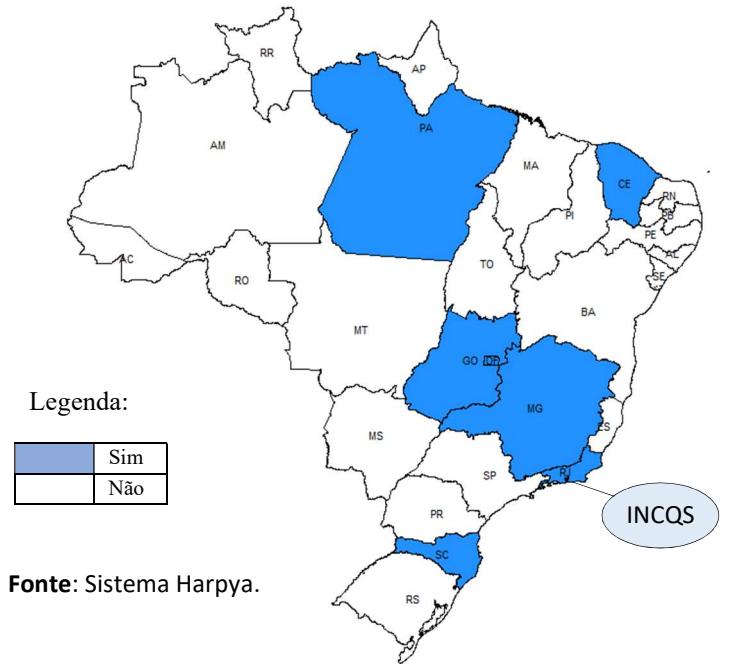 RR
AP
AM
PA
MA
CE
RN
PB
PI
PE
AL
SE
AC
RO
TO
BA
MT
GO
DF
MG
ES
MS
SP
RJ
PR
SC
RS
Legenda:
Sim
Não
INCQS
Fonte: Sistema Harpya.